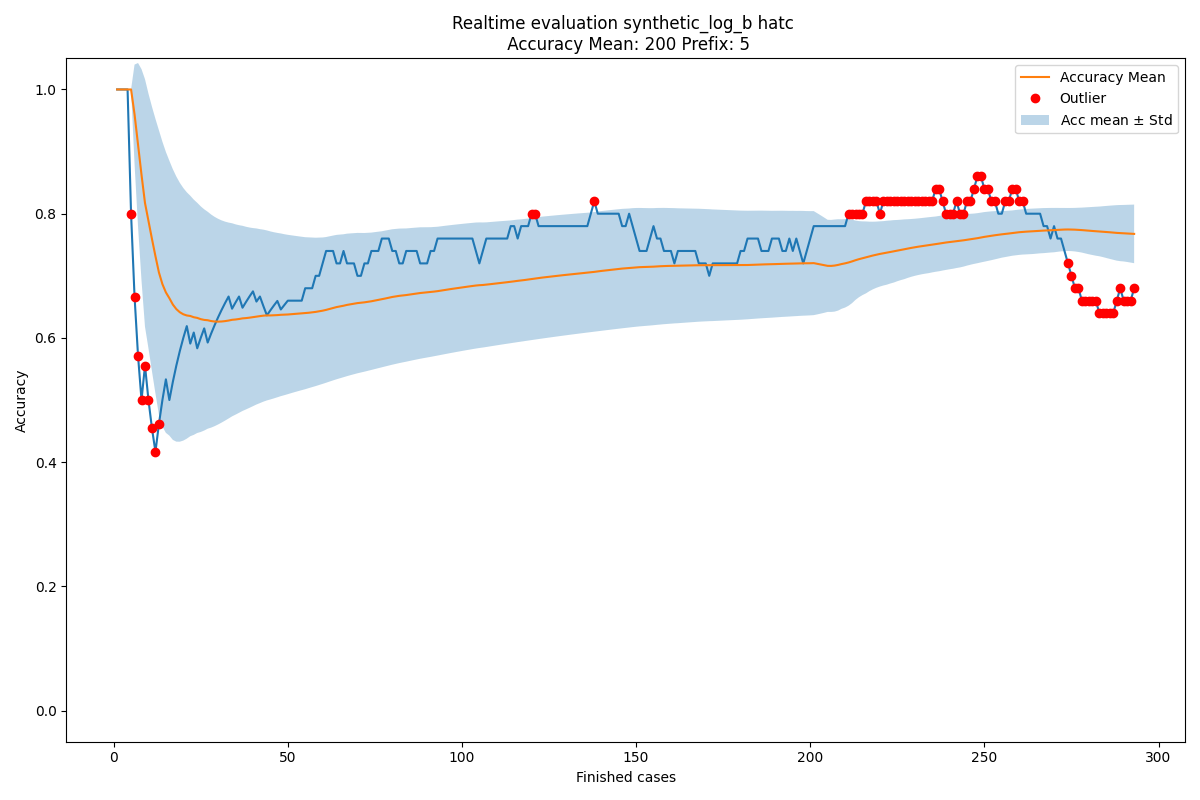 Realtime evaluation synthetic_log_b hatc
Accuracy Mean: 200 Prefix: 5
Accuracy Mean
Outlier
Acc mean ± Std
1.0
0.8
0.6
0.4
0.2
0.0
Accuracy
0
50
100
150
200
250
300
Finished cases